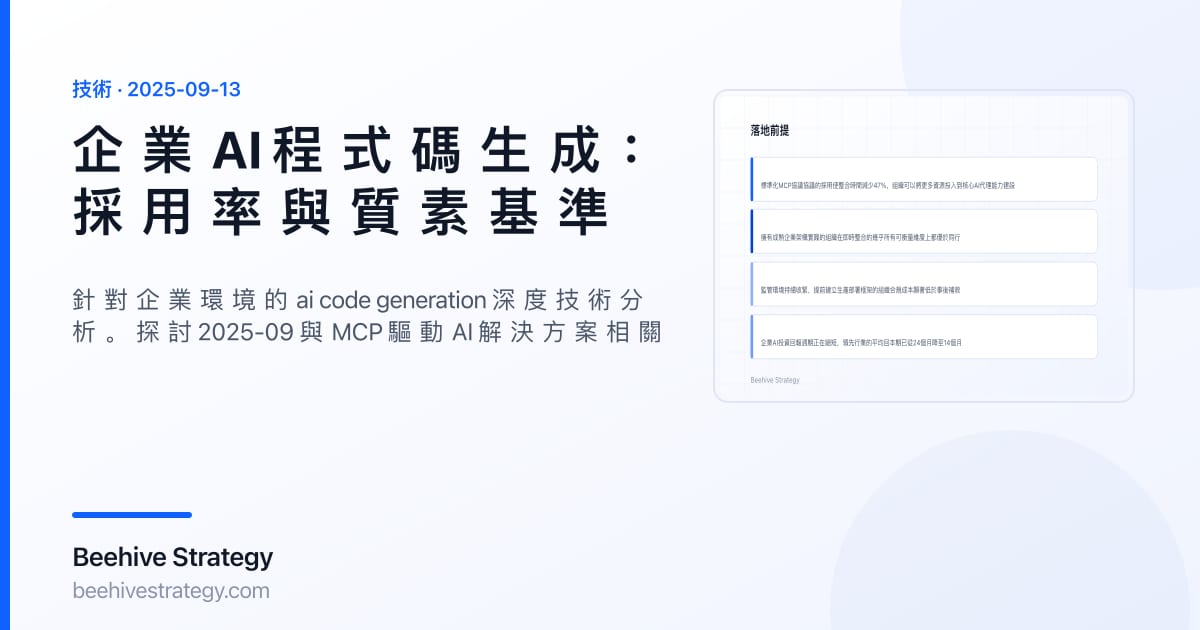 技術 · 2025-09-13
企業AI程式碼生成：
採用率與質素基準
針對企業環境的 ai code generation 深度技術分
析。探討 2025-09 與 MCP 驅動 AI 解決方案相關
Beehive Strategy
beehivestrategy.com
落地前提
標準化MCP協議協議的採用使整合時間減少47%，組織可以將更多資源投入到核心AI代理能力建設
擁有成熟企業架構實踐的組織在即時整合的幾乎所有可衡量維度上都優於同行
監管環境持續收緊，提前建立生產部署框架的組織合規成本顯著低於事後補救
企業AI投資回報週期正在縮短，領先行業的平均回本期已從24個月降至14個月
Beehive Strategy